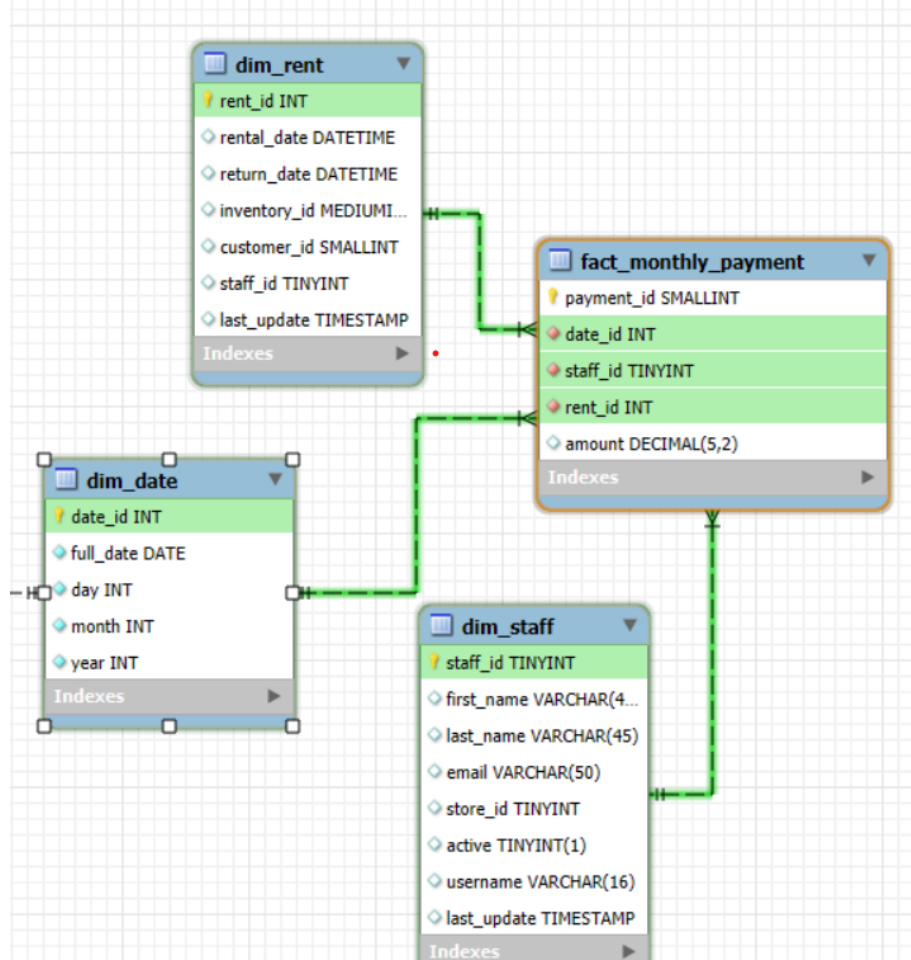 dim_rent
rent_id INT
rental_date DATETIME
return_date DATETIME
inventory_id MEDIUMI...
customer_id SMALLINT
staff_id TINYINT
last_update TIMESTAMP
Indexes
fact_monthly_payment
payment_id SMALLINT
date_id INT
staff_id TINYINT
rent_id INT
amount DECIMAL(5,2)
Indexes
dim_date
date_id INT
full_date DATE
day INT
month INT
year INT
Indexes
dim_staff
staff_id TINYINT
first_name VARCHAR(4...
last_name VARCHAR(45)
email VARCHAR(50)
store_id TINYINT
active TINYINT(1)
username VARCHAR(16)
last_update TIMESTAMP
Indexes